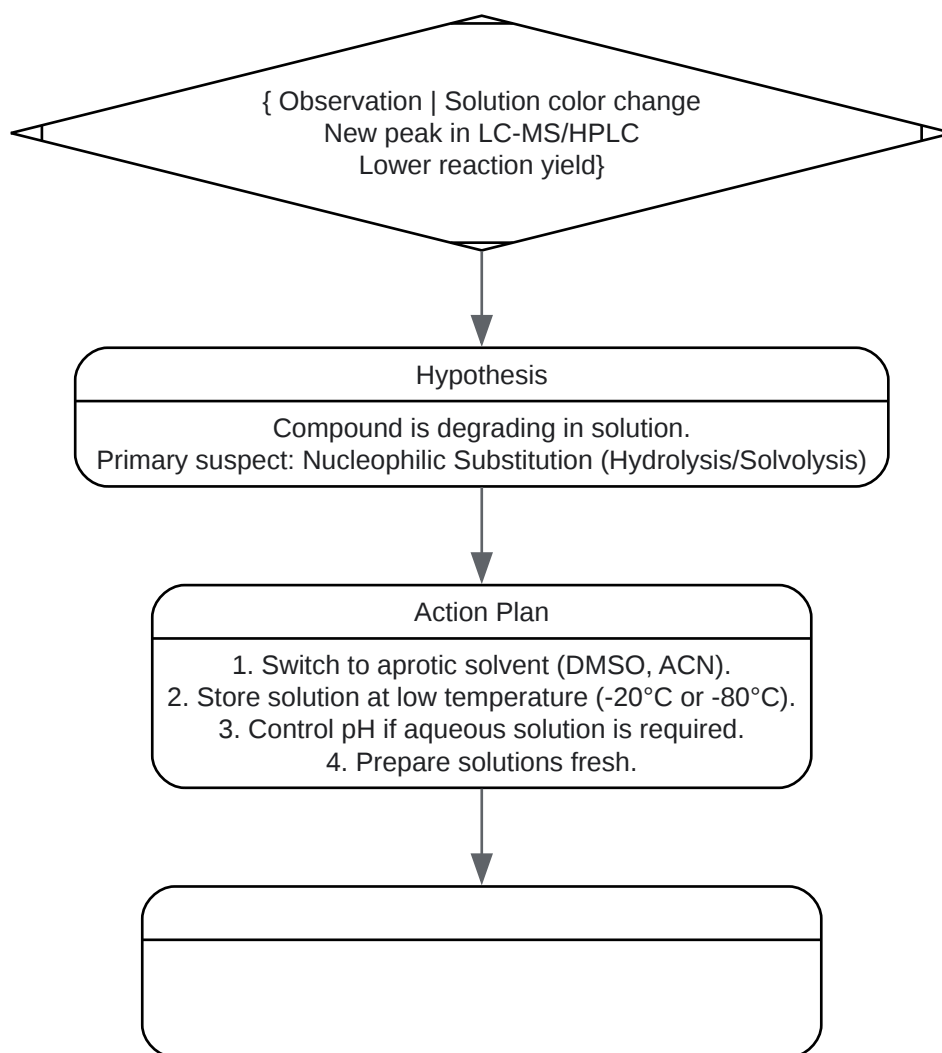 { Observation | Solution color change
New peak in LC-MS/HPLC
Lower reaction yield}
Hypothesis
Compound is degrading in solution.
Primary suspect: Nucleophilic Substitution (Hydrolysis/Solvolysis)
Action Plan
1. Switch to aprotic solvent (DMSO, ACN).
2. Store solution at low temperature (-20°C or -80°C).
3. Control pH if aqueous solution is required.
4. Prepare solutions fresh.